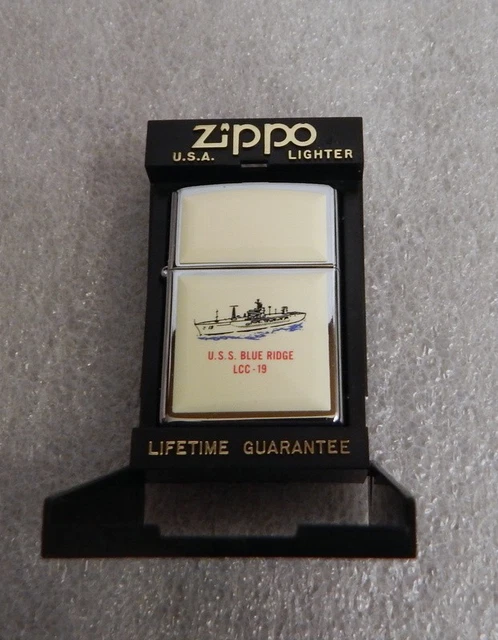 Zippo
U.S.A. LIGHTER
U.S.S. BLUE RIDGE
LCC-19
LIFETIME GUARANTEE